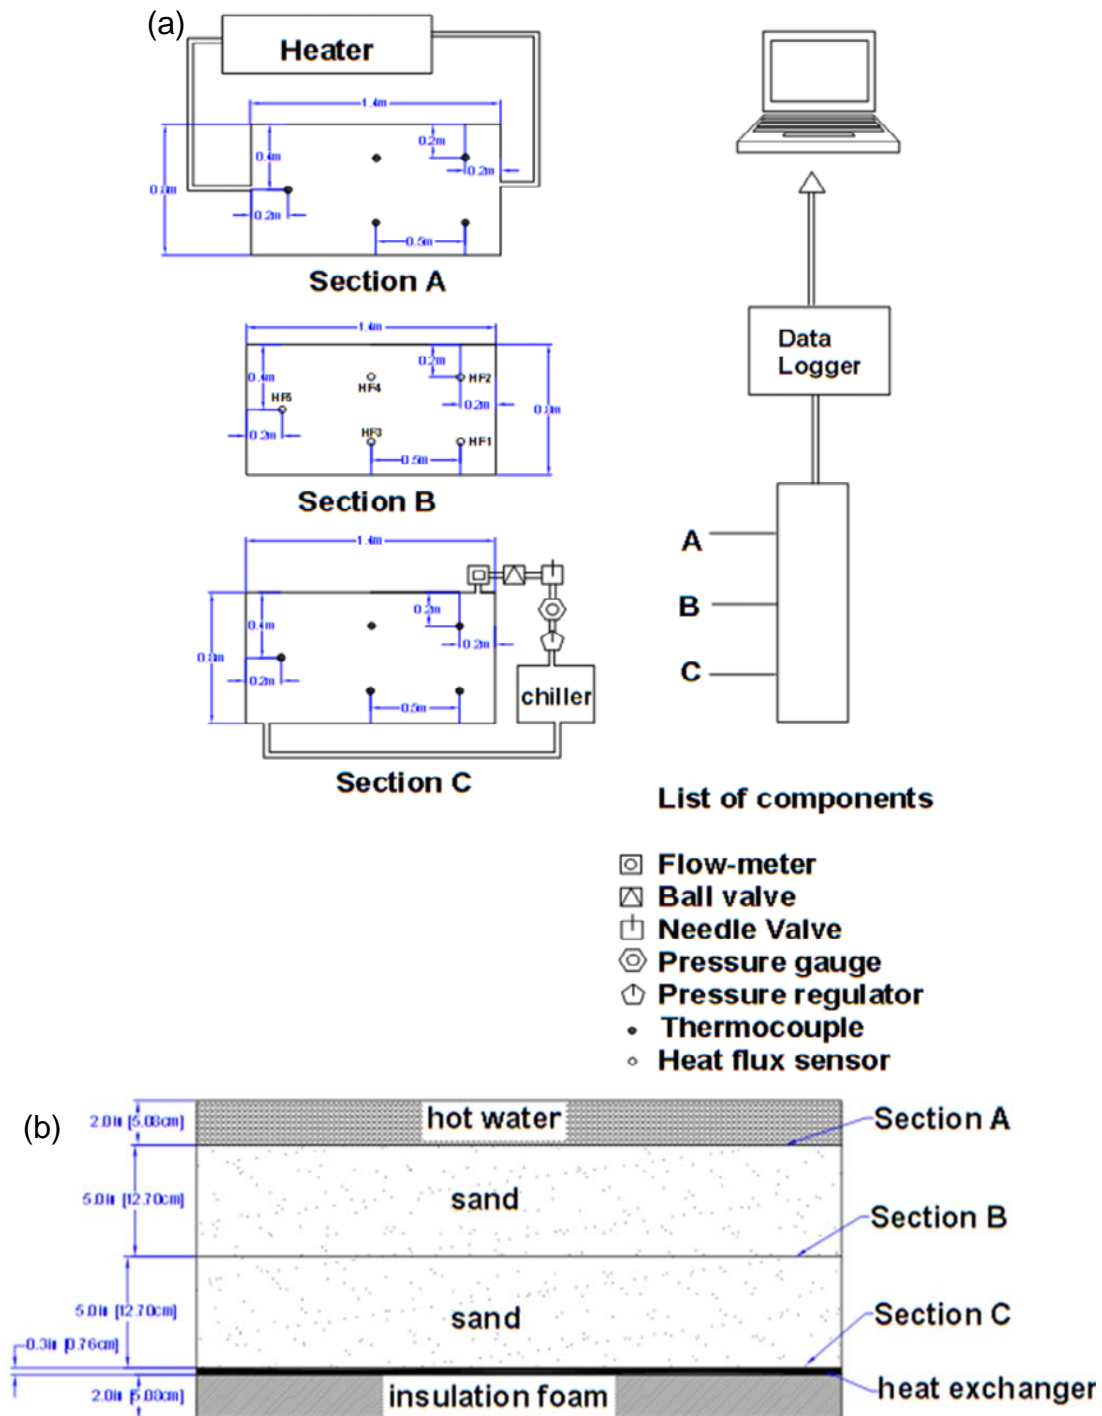 (a)
Heater
1.4m
0.2m
0.4m
0.2m
0.8m
0.2m
0.5m
Section A
1.4m
0.2m
0.4m
HF2
HF4
HF5
0.2m
0.8m
HF3
0.2m
HF1
0.5m
Section B
1.4m
0.2m
0.4m
0.2m
0.8m
0.2m
0.5m
chiller
Section C
Data
Logger
A
B
C
List of components
Flow-meter
Ball valve
Needle Valve
Pressure gauge
Pressure regulator
Thermocouple
Heat flux sensor
(b)
2.0in [5.08cm]
hot water
Section A
5.0in [12.70cm]
sand
Section B
5.0in [12.70cm]
sand
Section C
0.3in [0.76cm]
heat exchanger
2.0in [5.08cm]
insulation foam